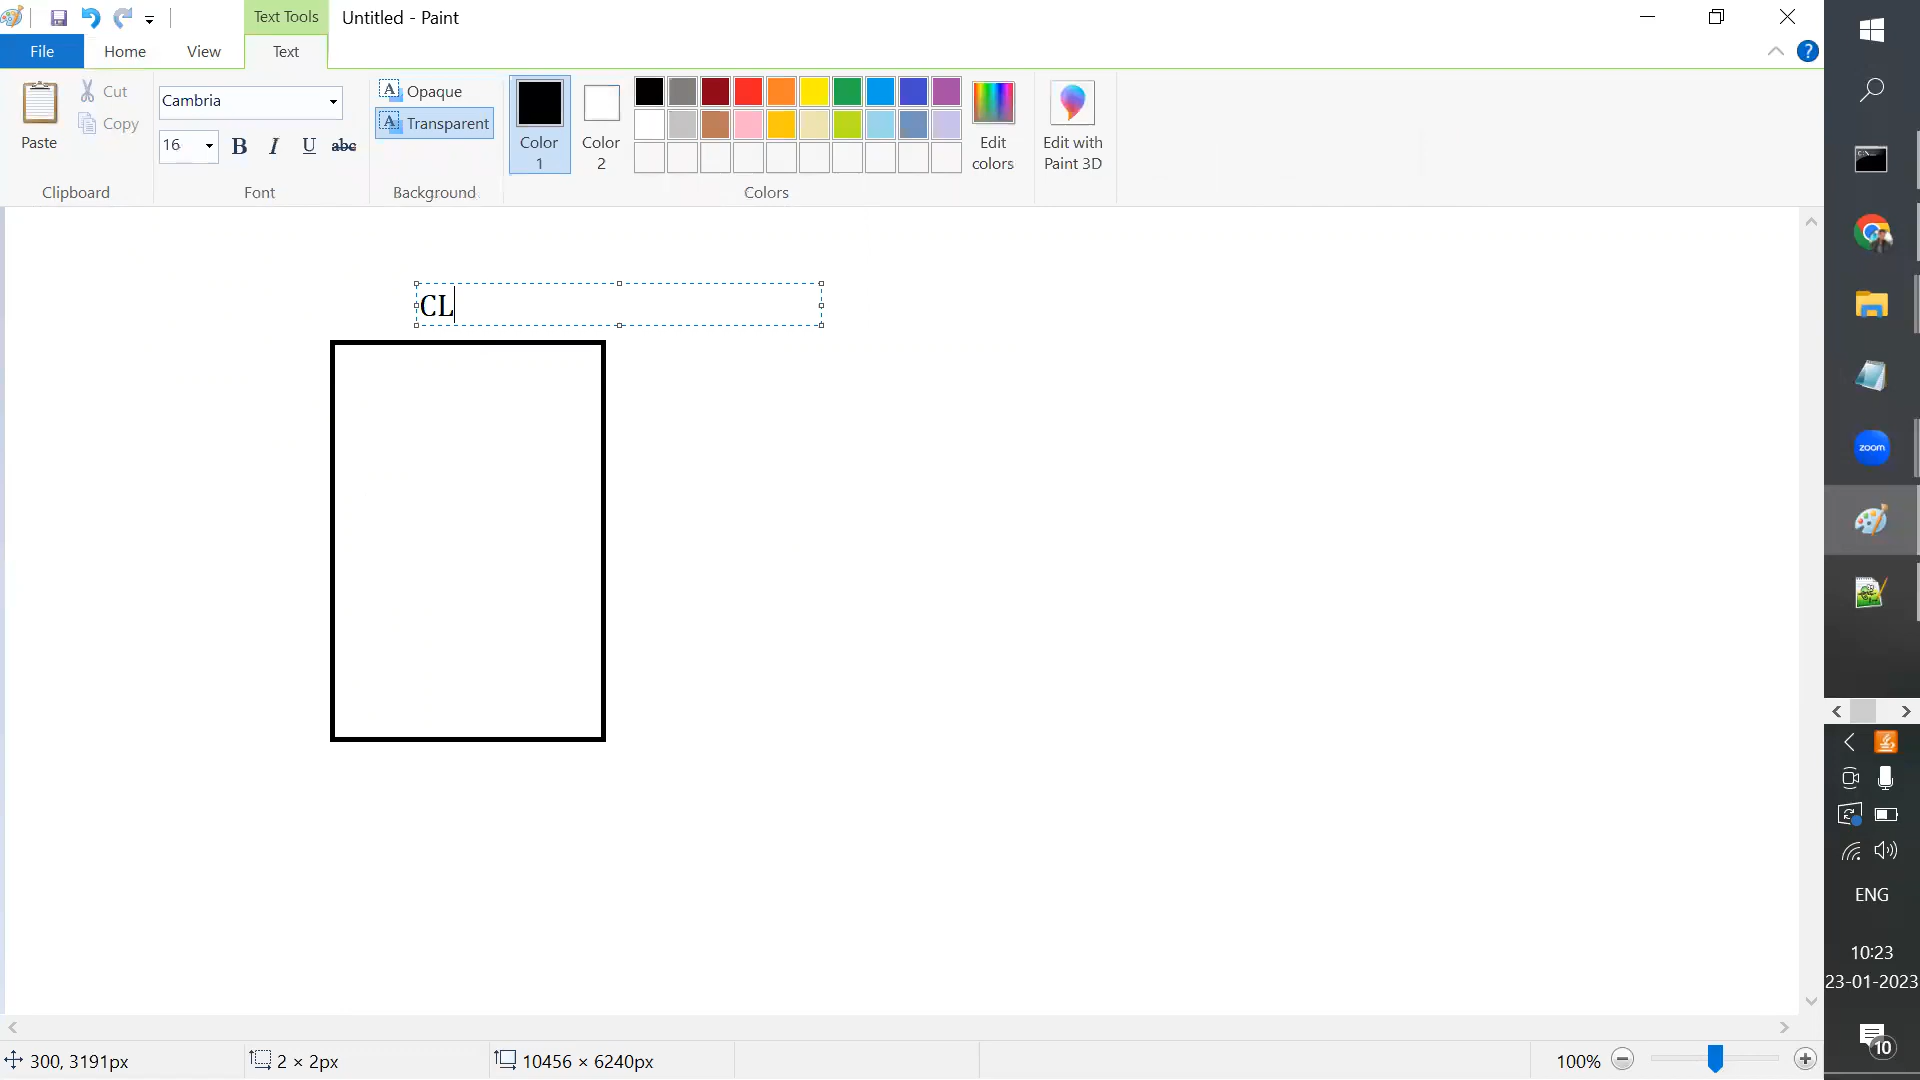 Text Tools
Untitled - Paint
File
Home
View
Text
Paste
Cut
Copy
Clipboard
Cambria
16
B
I
U
abc
Font
A Opaque
A Transparent
Background
Color
1
Color
2
Colors
Edit
colors
Edit with
Paint 3D
?
CL
C:\
zoom
ENG
10:23
23-01-2023
10
300, 3191px
2 × 2px
10456 × 6240px
100%